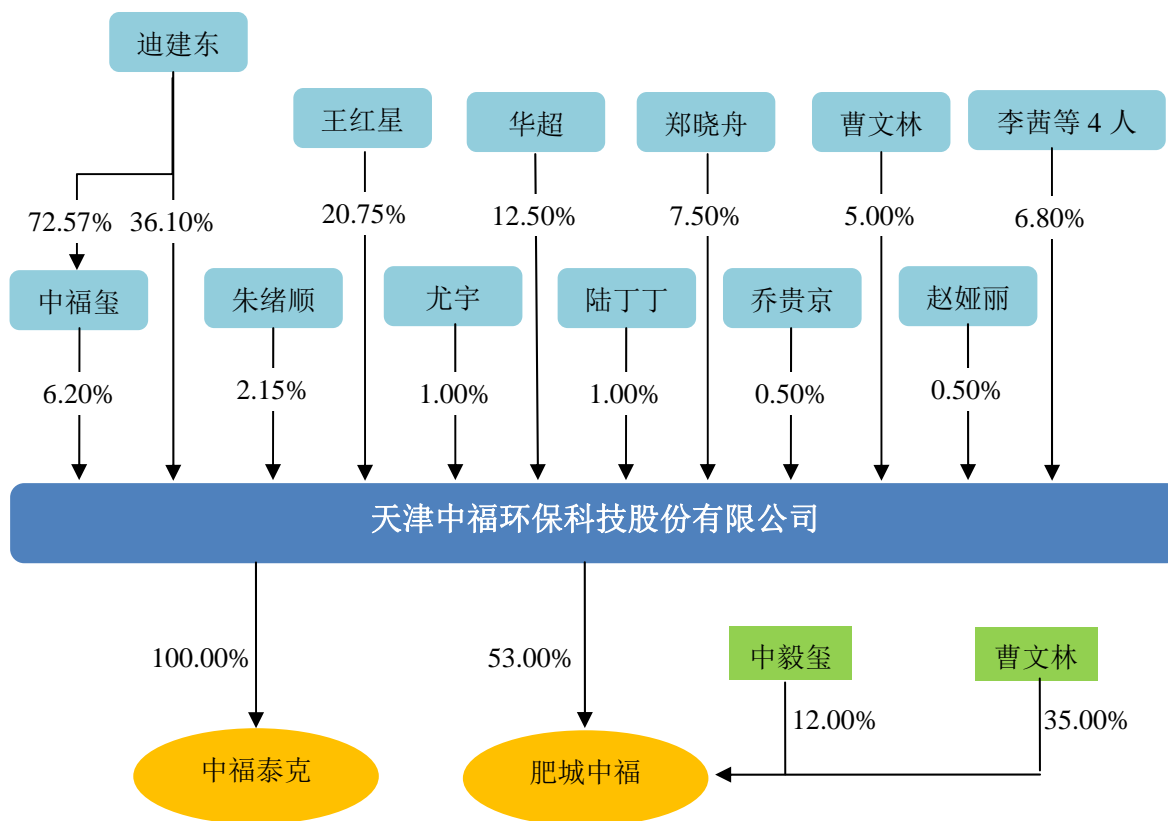 迪建东
王红星
华超
郑晓舟
曹文林
李茜等 4 人
72.57%
36.10%
20.75%
12.50%
7.50%
5.00%
6.80%
中福玺
朱绪顺
尤宇
陆丁丁
乔贵京
赵娅丽
6.20%
2.15%
1.00%
1.00%
0.50%
0.50%
天津中福环保科技股份有限公司
100.00%
53.00%
中毅玺
曹文林
12.00%
35.00%
中福泰克
肥城中福